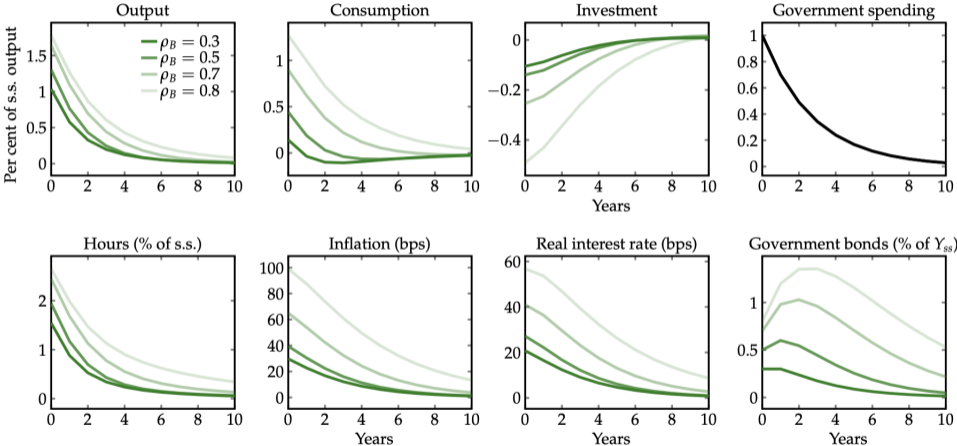 Output
Consumption
Investment
Government spending
Per cent of s.s. output
1.5
1
0.5
0
ρ_B = 0.3
ρ_B = 0.5
ρ_B = 0.7
ρ_B = 0.8
0 2 4 6 8 10
1
0.5
0
0 2 4 6 8 10
0
−0.2
−0.4
0 2 4 6 8 10
Years
1
0.8
0.6
0.4
0.2
0
0 2 4 6 8 10
Hours (% of s.s.)
Inflation (bps)
Real interest rate (bps)
Government bonds (% of Y_ss)
2
1
0
0 2 4 6 8 10
100
80
60
40
20
0
0 2 4 6 8 10
Years
60
40
20
0
0 2 4 6 8 10
Years
1
0.5
0
0 2 4 6 8 10
Years